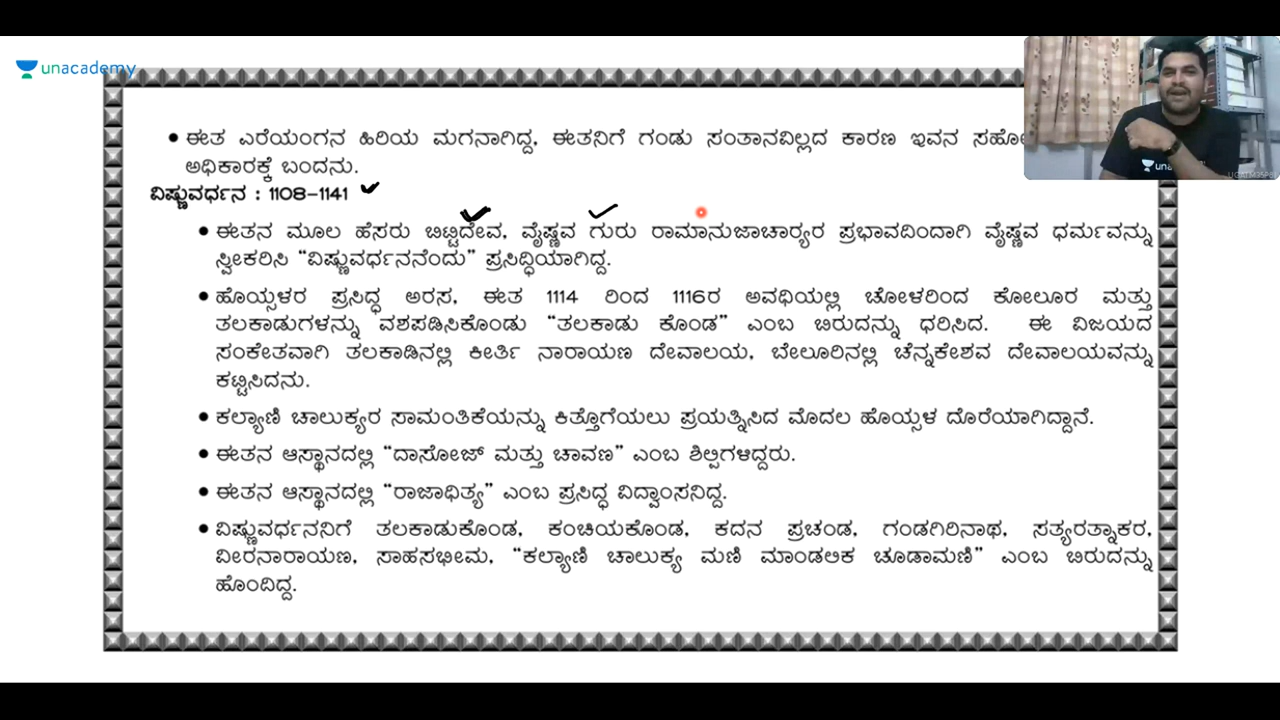 unacademy
• ಈತ ಎರೆಯಂಗನ ಹಿರಿಯ ಮಗನಾಗಿದ್ದ, ಈತನಿಗೆ ಗಂಡು ಸಂತಾನವಿಲ್ಲದ ಕಾರಣ ಇವನ
ಅಧಿಕಾರಕ್ಕೆ ಬಂದನು.
ವಿಷ್ಣುವರ್ಧನ : 1108-1141
• ಈತನ ಮೂಲ ಹೆಸರು ಬಿಟ್ಟಿದೇವ, ವೈಷ್ಣವ ಗುರು ರಾಮಾನುಜಾಚಾರ್ಯರ ಪ್ರಭಾವದಿಂದಾಗಿ ವೈಷ್ಣವ ಧರ್ಮವನ್ನು
ಸ್ವೀಕರಿಸಿ “ವಿಷ್ಣುವರ್ಧನನೆಂದು” ಪ್ರಸಿದ್ಧಿಯಾಗಿದ್ದ.
• ಹೊಯ್ಸಳರ ಪ್ರಸಿದ್ಧ ಅರಸ, ಈತ 1114 ರಿಂದ 1116ರ ಅವಧಿಯಲ್ಲಿ ಚೋಳರಿಂದ ಕೋಲೂರ ಮತ್ತು
ತಲಕಾಡುಗಳನ್ನು ವಶಪಡಿಸಿಕೊಂಡು “ತಲಕಾಡು ಕೊಂಡ” ಎಂಬ ಬಿರುದನ್ನು ಧರಿಸಿದ. ಈ ವಿಜಯದ
ಸಂಕೇತವಾಗಿ ತಲಕಾಡಿನಲ್ಲಿ ಕೀರ್ತಿ ನಾರಾಯಣ ದೇವಾಲಯ, ಬೇಲೂರಿನಲ್ಲಿ ಚೆನ್ನಕೇಶವ ದೇವಾಲಯವನ್ನು
ಕಟ್ಟಿಸಿದನು.
• ಕಲ್ಯಾಣಿ ಚಾಲುಕ್ಯರ ಸಾಮಂತಿಕೆಯನ್ನು ಕಿತ್ತೊಗೆಯಲು ಪ್ರಯತ್ನಿಸಿದ ಮೊದಲ ಹೊಯ್ಸಳ ದೊರೆಯಾಗಿದ್ದಾನೆ.
• ಈತನ ಆಸ್ಥಾನದಲ್ಲಿ “ದಾಸೋಜ್ ಮತ್ತು ಚಾವಣ” ಎಂಬ ಶಿಲ್ಪಿಗಳಿದ್ದರು.
• ಈತನ ಆಸ್ಥಾನದಲ್ಲಿ “ರಾಜಾಧಿತ್ಯ” ಎಂಬ ಪ್ರಸಿದ್ಧ ವಿದ್ವಾಂಸನಿದ್ದ.
• ವಿಷ್ಣುವರ್ಧನನಿಗೆ ತಲಕಾಡುಕೊಂಡ, ಕಂಚಿಯಕೊಂಡ, ಕದನ ಪ್ರಚಂಡ, ಗಂಡಗಿರಿನಾಥ, ಸತ್ಯರತ್ನಾಕರ,
ವೀರನಾರಾಯಣ, ಸಾಹಸಭೀಮ, “ಕಲ್ಯಾಣಿ ಚಾಲುಕ್ಯ ಮಣಿ ಮಾಂಡಲಿಕ ಚೂಡಾಮಣಿ” ಎಂಬ ಬಿರುದನ್ನು
ಹೊಂದಿದ್ದ.